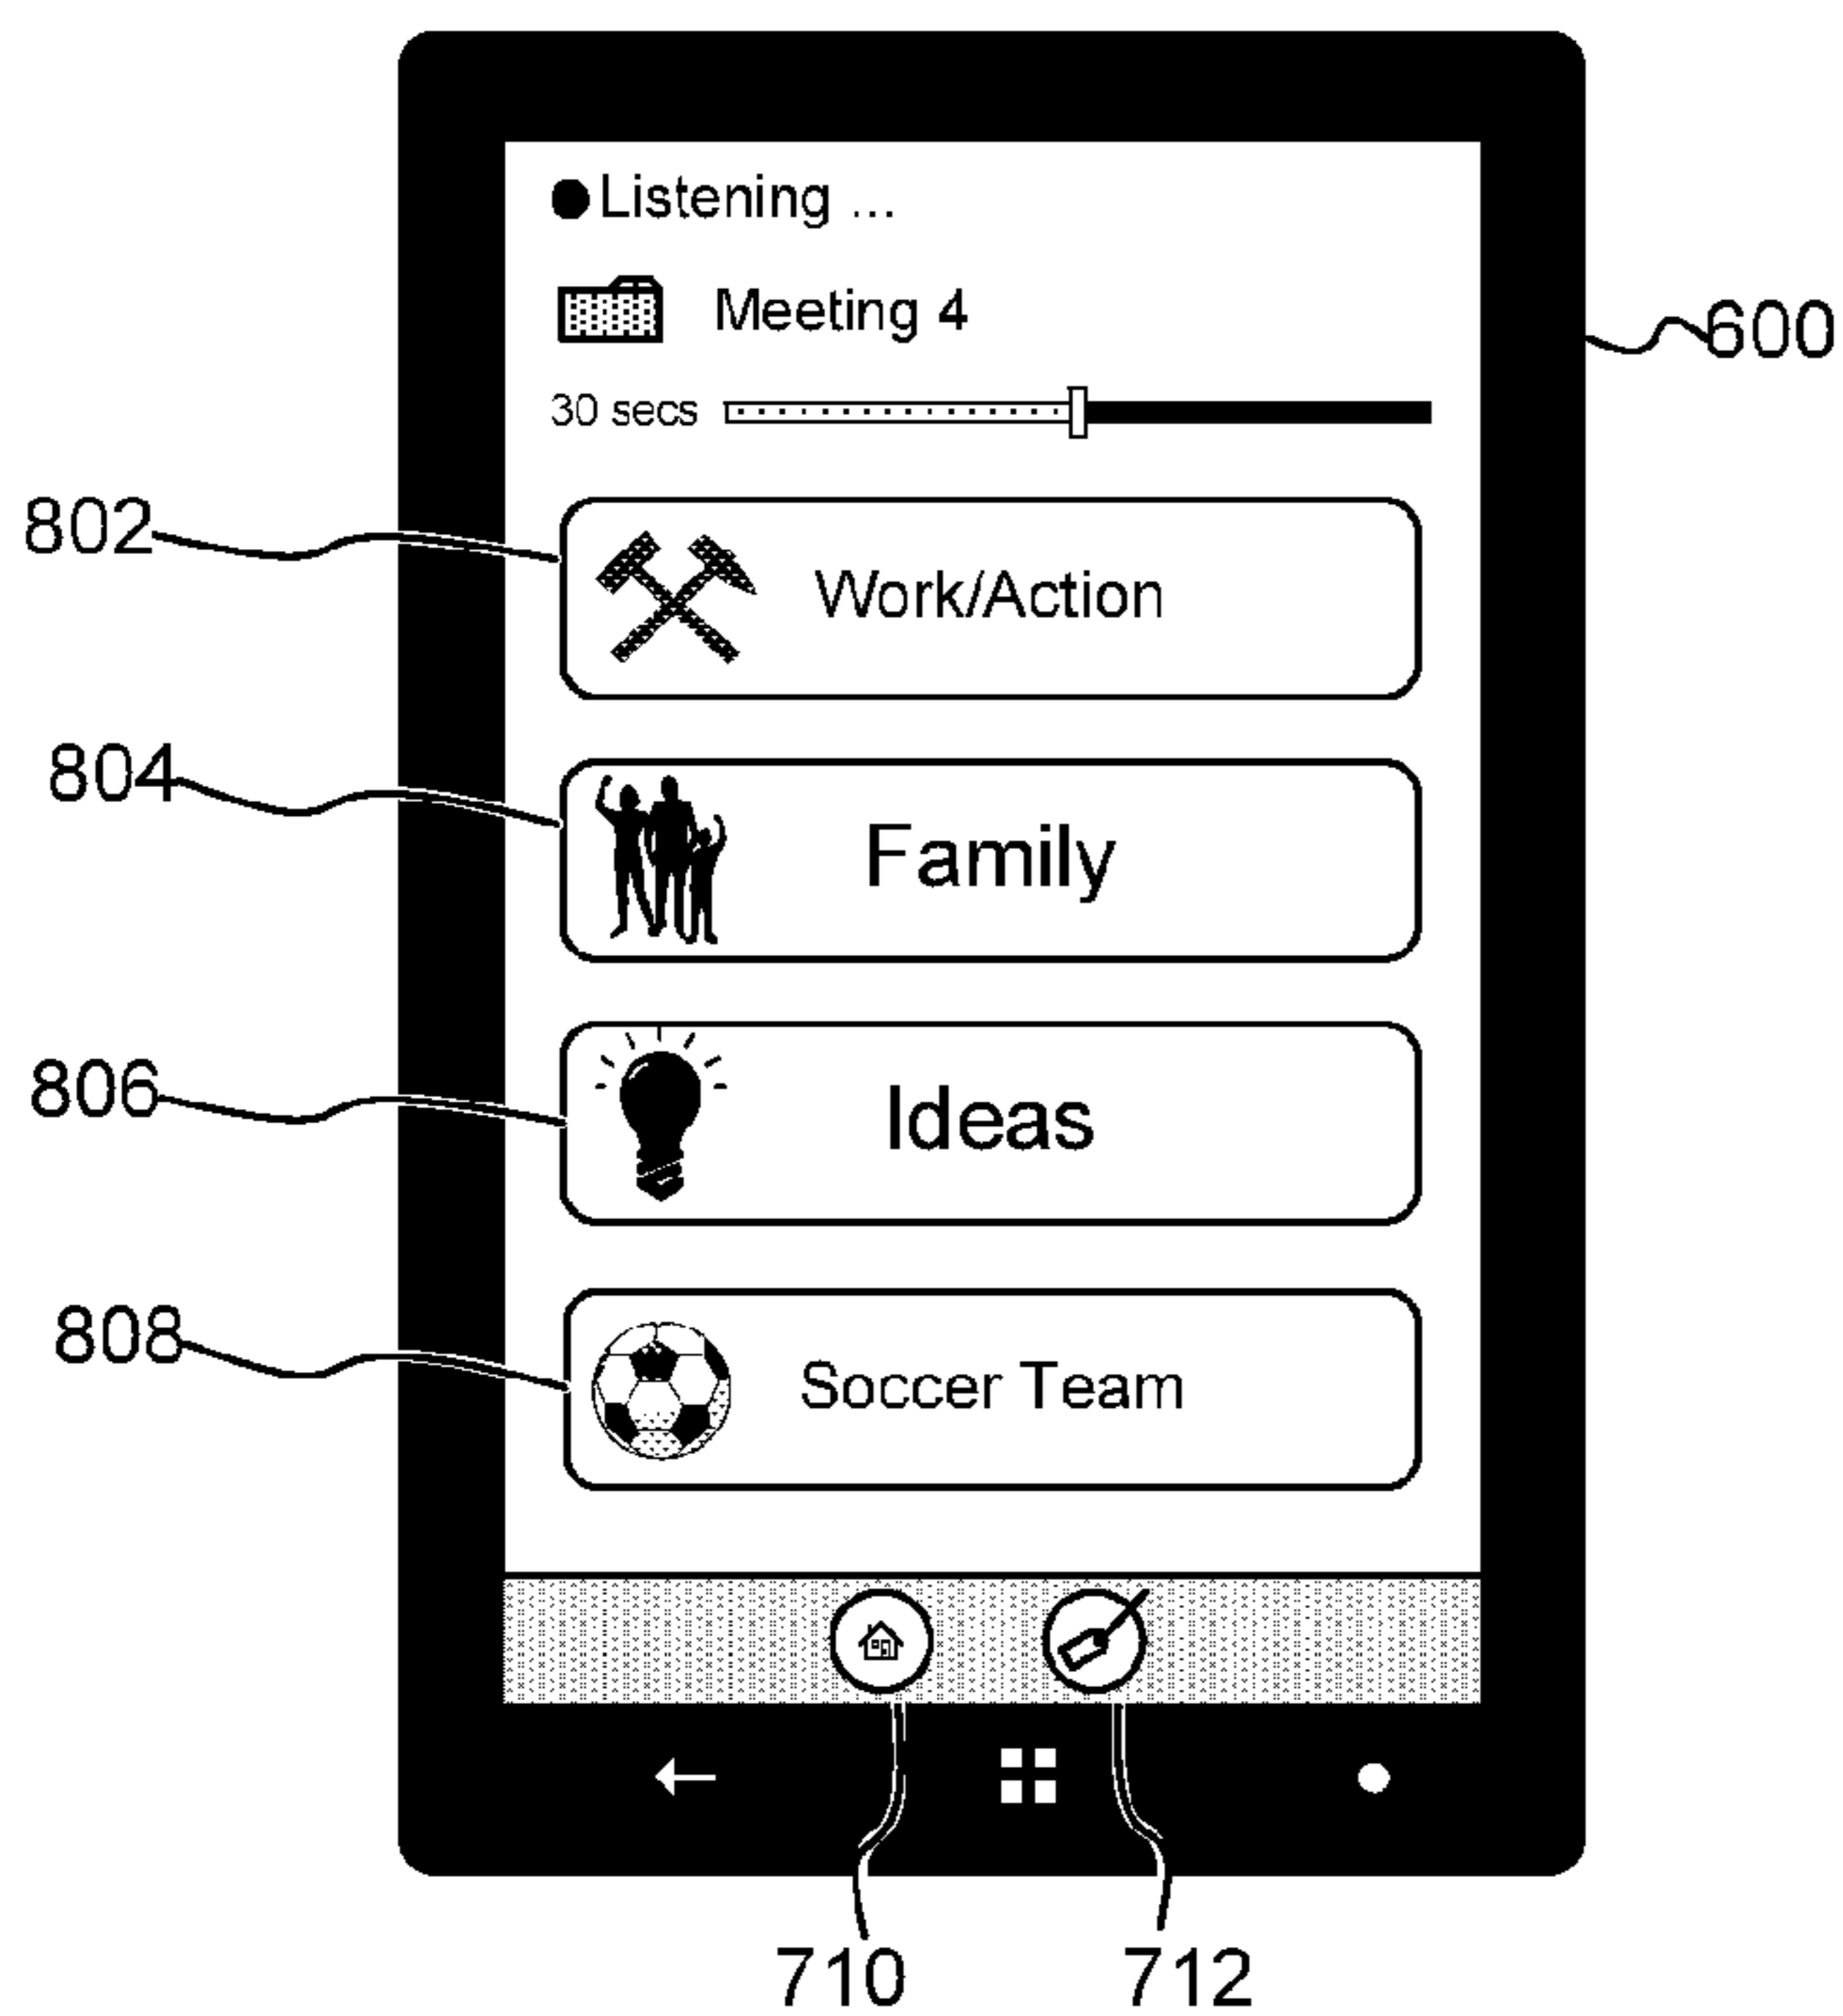 Listening ...
Meeting 4
600
30 secs
802
Work/Action
804
Family
806
Ideas
808
Soccer Team
710
712